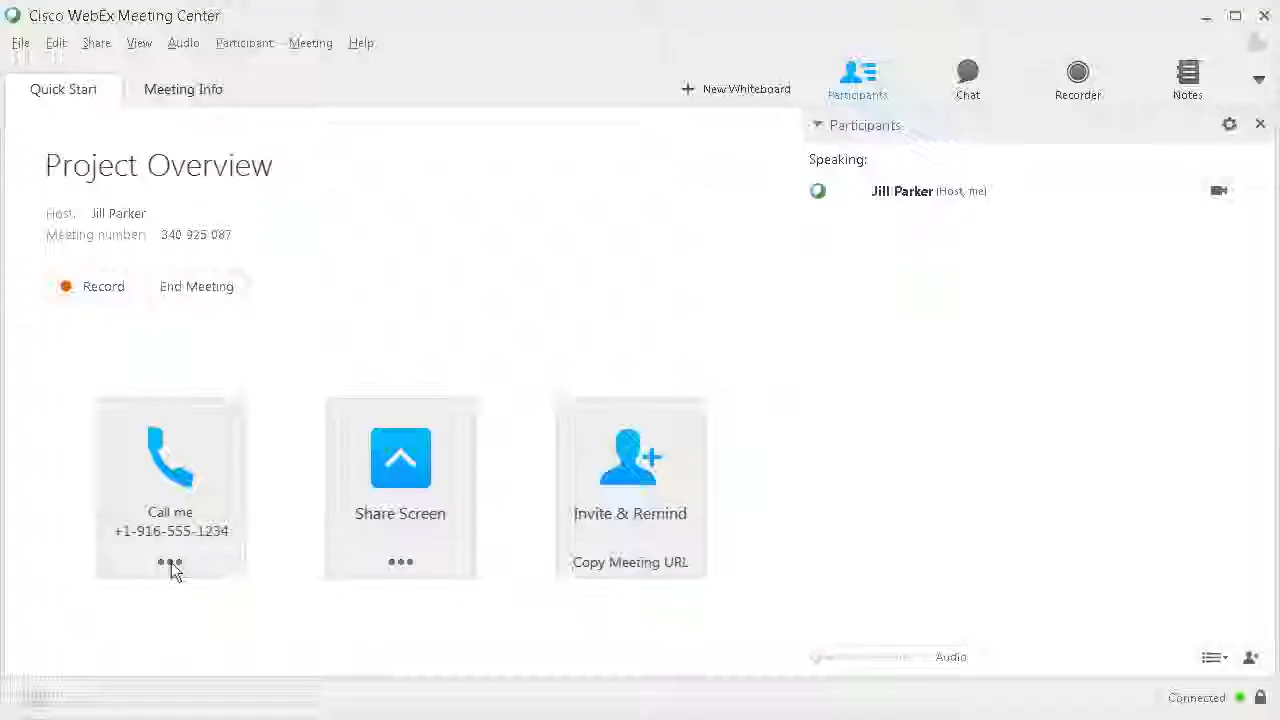 Cisco WebEx Meeting Center
File Edit Share View Audio Participant Meeting Help
Quick Start
Meeting Info
New Whiteboard
Participants
Chat
Recorder
Notes
Participants
Speaking:
Jill Parker (Host, me)
Project Overview
Host: Jill Parker
Meeting number: 340 925 087
Record
End Meeting
Call me
+1-916-555-1234
Share Screen
Invite & Remind
Copy Meeting URL
Audio
Connected